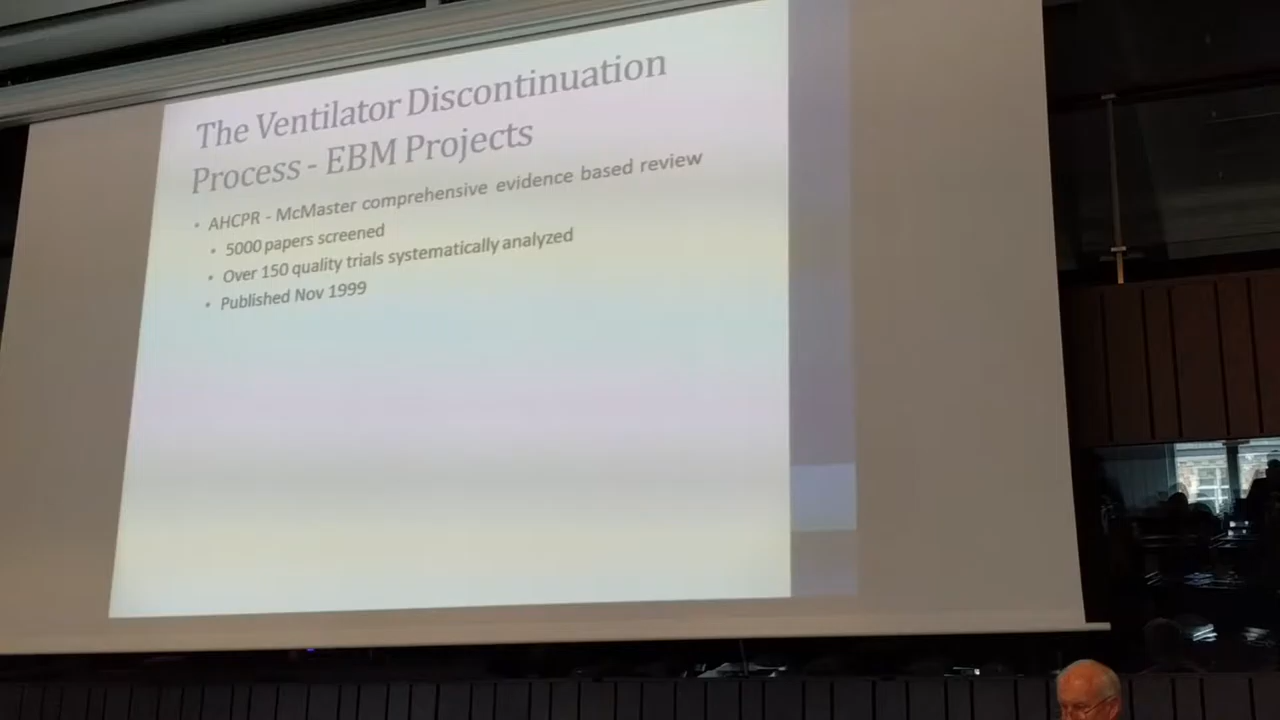 The Ventilator Discontinuation
Process - EBM Projects
• AHCPR - McMaster comprehensive evidence based review
• 5000 papers screened
• Over 150 quality trials systematically analyzed
• Published Nov 1999